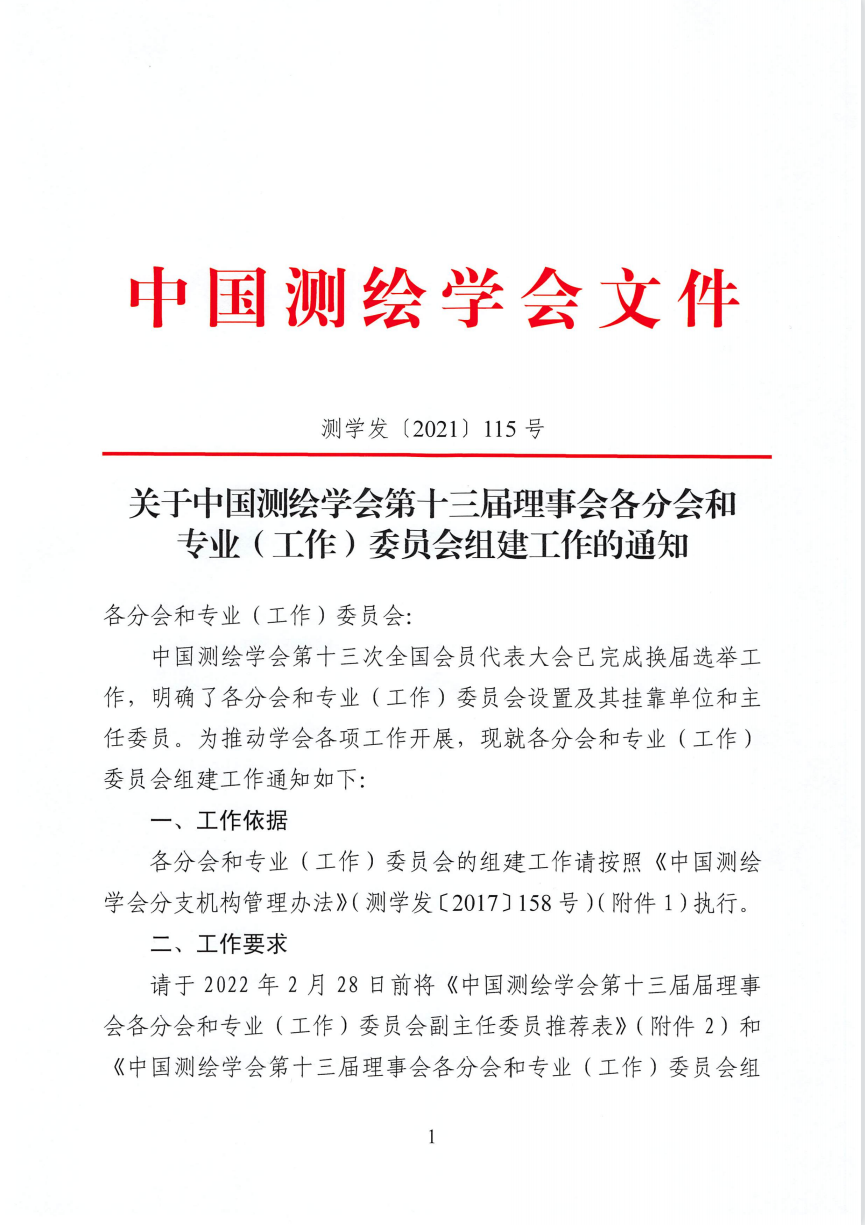 中国测绘学会文件
测学发〔2021〕115 号
关于中国测绘学会第十三届理事会各分会和
专业（工作）委员会组建工作的通知
各分会和专业（工作）委员会：
中国测绘学会第十三次全国会员代表大会已完成换届选举工
作，明确了各分会和专业（工作）委员会设置及其挂靠单位和主
任委员。为推动学会各项工作开展，现就各分会和专业（工作）
委员会组建工作通知如下：
一、工作依据
各分会和专业（工作）委员会的组建工作请按照《中国测绘
学会分支机构管理办法》（测学发〔2017〕158 号）（附件 1）执行。
二、工作要求
请于 2022 年 2 月 28 日前将《中国测绘学会第十三届届理事
会各分会和专业（工作）委员会副主任委员推荐表》（附件 2）和
《中国测绘学会第十三届理事会各分会和专业（工作）委员会组
1